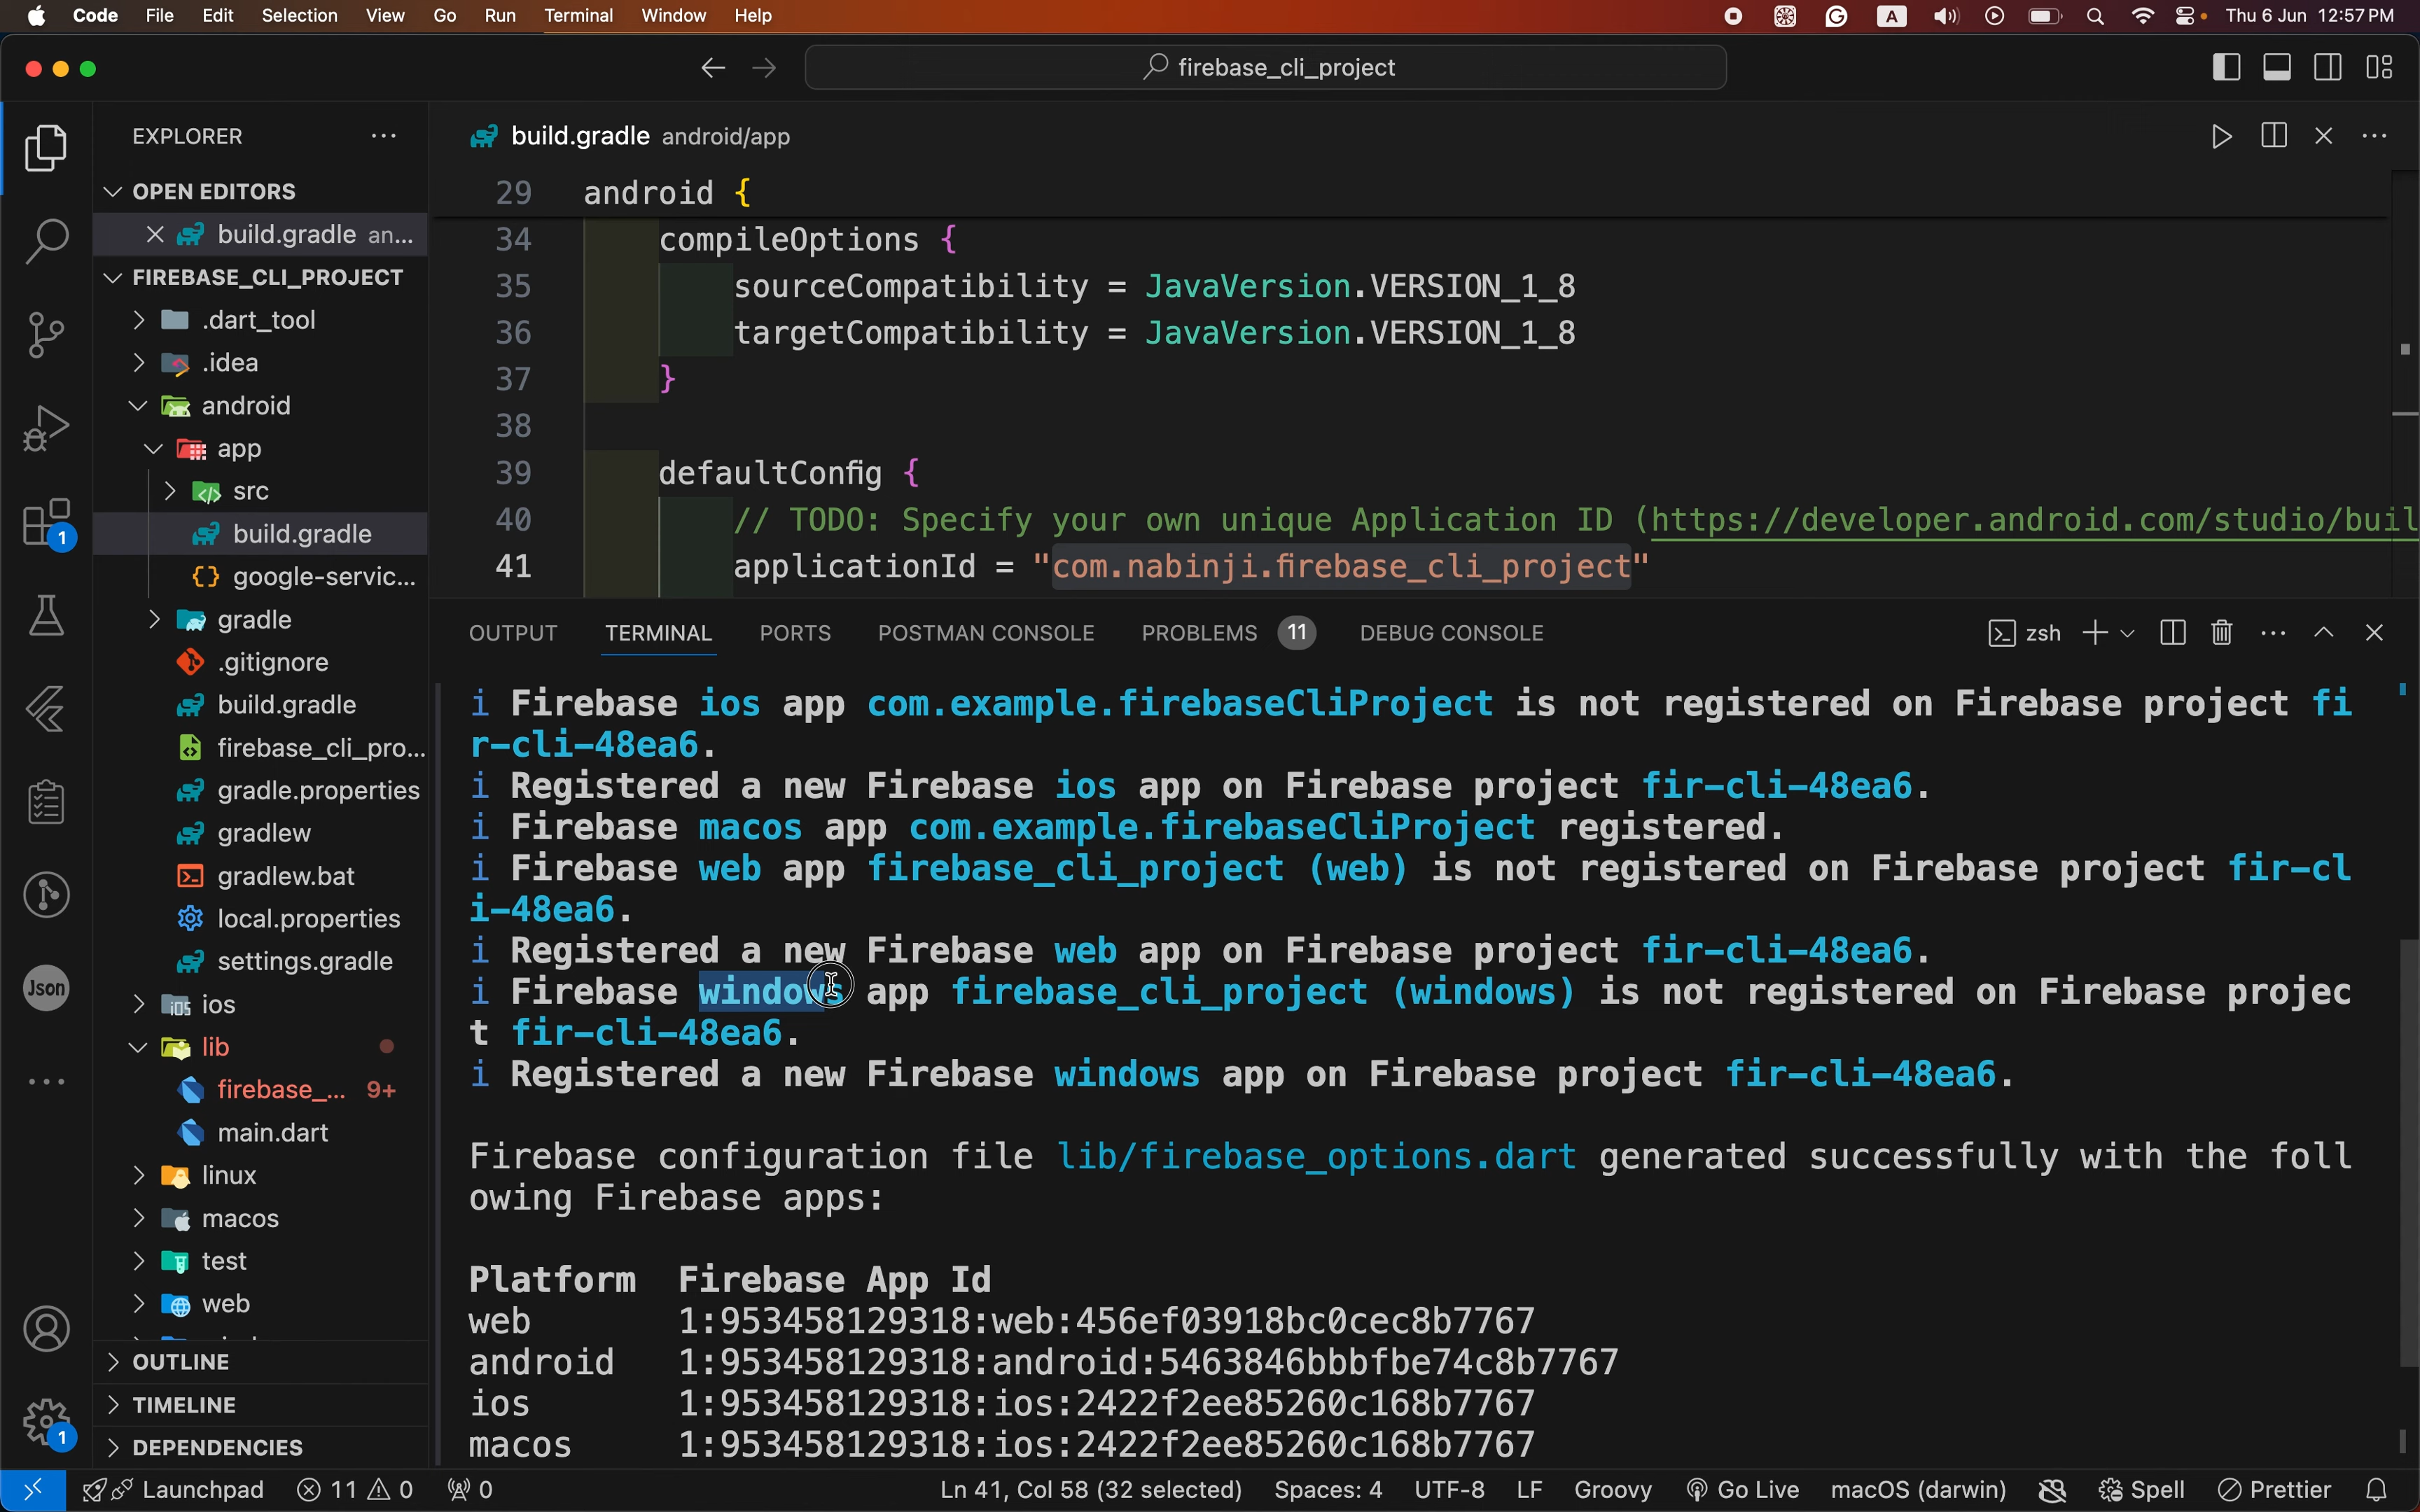 Code File Edit Selection View Go Run Terminal Window Help A Thu 6 Jun 12:57 PM
firebase_cli_project
EXPLORER
OPEN EDITORS
build.gradle an...
FIREBASE_CLI_PROJECT
.dart_tool
.idea
android
app
src
build.gradle
google-servic...
gradle
.gitignore
build.gradle
firebase_cli_pro...
gradle.properties
gradlew
gradlew.bat
local.properties
settings.gradle
ios
lib
firebase_... 9+
main.dart
linux
macos
test
web
OUTLINE
TIMELINE
DEPENDENCIES
1
Json
1
build.gradle android/app
29 android {
34 compileOptions {
35 sourceCompatibility = JavaVersion.VERSION_1_8
36 targetCompatibility = JavaVersion.VERSION_1_8
37 }
38
39 defaultConfig {
40 // TODO: Specify your own unique Application ID (https://developer.android.com/studio/buil
41 applicationId = "com.nabinji.firebase_cli_project"
OUTPUT TERMINAL PORTS POSTMAN CONSOLE PROBLEMS 11 DEBUG CONSOLE zsh
i Firebase ios app com.example.firebaseCliProject is not registered on Firebase project fi
r-cli-48ea6.
i Registered a new Firebase ios app on Firebase project fir-cli-48ea6.
i Firebase macos app com.example.firebaseCliProject registered.
i Firebase web app firebase_cli_project (web) is not registered on Firebase project fir-cl
i-48ea6.
i Registered a new Firebase web app on Firebase project fir-cli-48ea6.
i Firebase windows app firebase_cli_project (windows) is not registered on Firebase projec
t fir-cli-48ea6.
i Registered a new Firebase windows app on Firebase project fir-cli-48ea6.
Firebase configuration file lib/firebase_options.dart generated successfully with the foll
owing Firebase apps:
Platform Firebase App Id
web 1:953458129318:web:456ef03918bc0cec8b7767
android 1:953458129318:android:5463846bbbfbe74c8b7767
ios 1:953458129318:ios:2422f2ee85260c168b7767
macos 1:953458129318:ios:2422f2ee85260c168b7767
Launchpad 11 0 0 Ln 41, Col 58 (32 selected) Spaces: 4 UTF-8 LF Groovy Go Live macOS (darwin) Spell Prettier